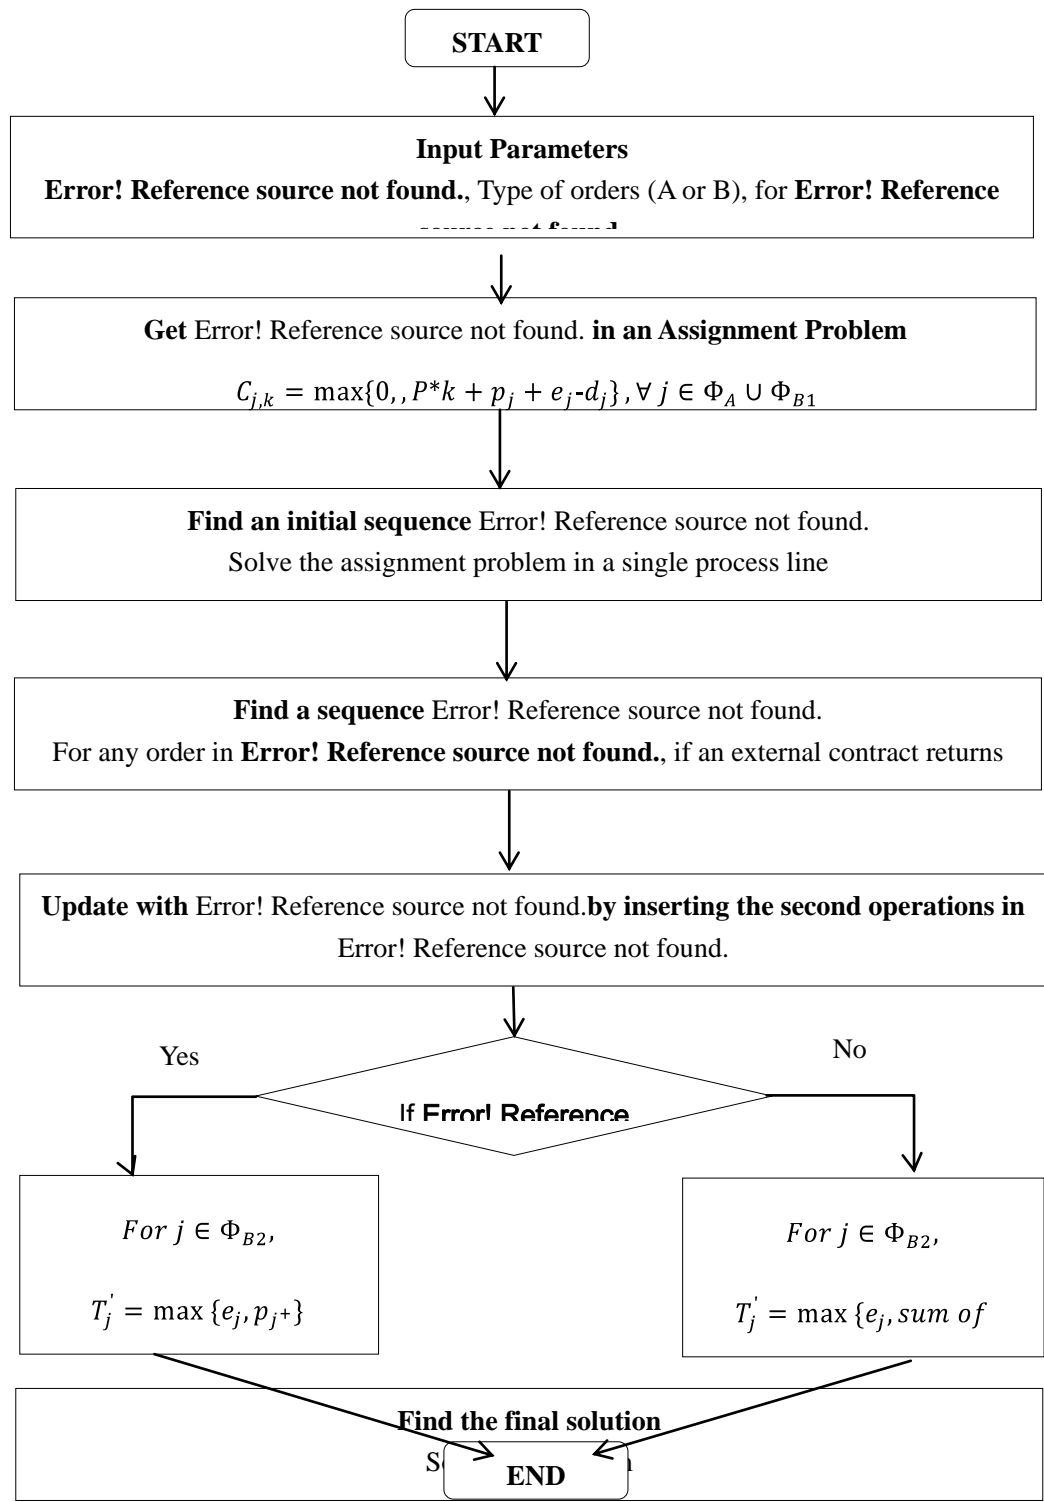 START
Input Parameters
Error! Reference source not found., Type of orders (A or B), for Error! Reference
source not found
Get Error! Reference source not found. in an Assignment Problem
C_{j,k} = max{0, , P*k + p_j + e_j-d_j} , ∀ j ∈ Φ_A ∪ Φ_{B1}
Find an initial sequence Error! Reference source not found.
Solve the assignment problem in a single process line
Find a sequence Error! Reference source not found.
For any order in Error! Reference source not found., if an external contract returns
Update with Error! Reference source not found.by inserting the second operations in
Error! Reference source not found.
Yes
No
If Error! Reference
For j ∈ Φ_{B2},
T_j^' = max {e_j, p_{j+}}
For j ∈ Φ_{B2},
T_j^' = max {e_j, sum of
Find the final solution
END